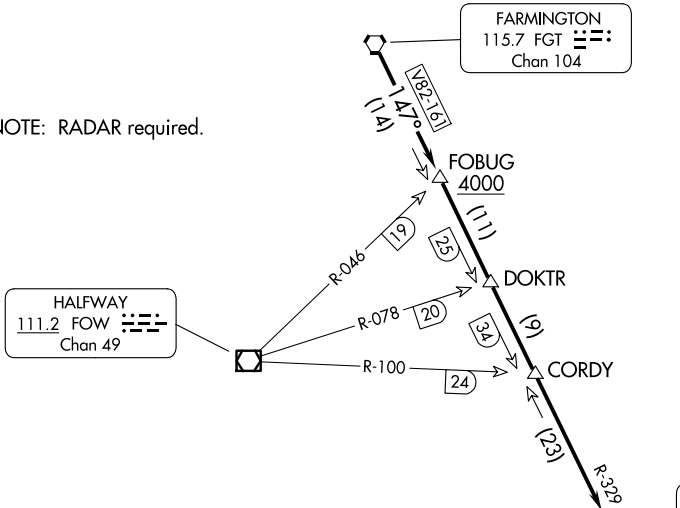 FARMINGTON
115.7 FGT
Chan 104
V82-161
147°
(14)
NOTE: RADAR required.
FOBUG
4000
(11)
19
R-046
25
DOKTR
HALFWAY
111.2 FOW
Chan 49
R-078
20
(9)
34
R-100
24
CORDY
(23)
R-329